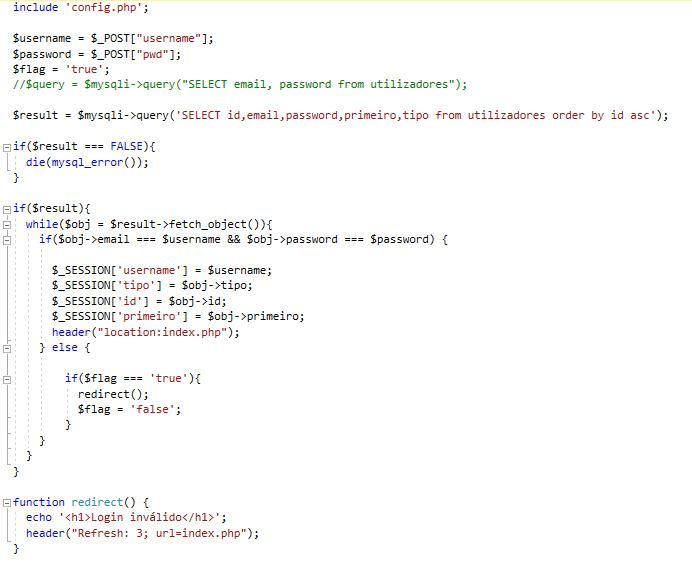 include 'config.php';
$username = $_POST["username"];
$password = $_POST["pwd"];
$flag = 'true';
//$query = $mysqli->query("SELECT email, password from utilizadores");
$result = $mysqli->query('SELECT id,email,password,primeiro,tipo from utilizadores order by id asc');
if($result === FALSE){
die(mysql_error());
}
if($result){
while($obj = $result->fetch_object()){
if($obj->email === $username && $obj->password === $password) {
$_SESSION['username'] = $username;
$_SESSION['tipo'] = $obj->tipo;
$_SESSION['id'] = $obj->id;
$_SESSION['primeiro'] = $obj->primeiro;
header("location:index.php");
} else {
if($flag === 'true'){
redirect();
$flag = 'false';
}
}
}
}
function redirect() {
echo '<h1>Login inválido</h1>';
header("Refresh: 3; url=index.php");
}